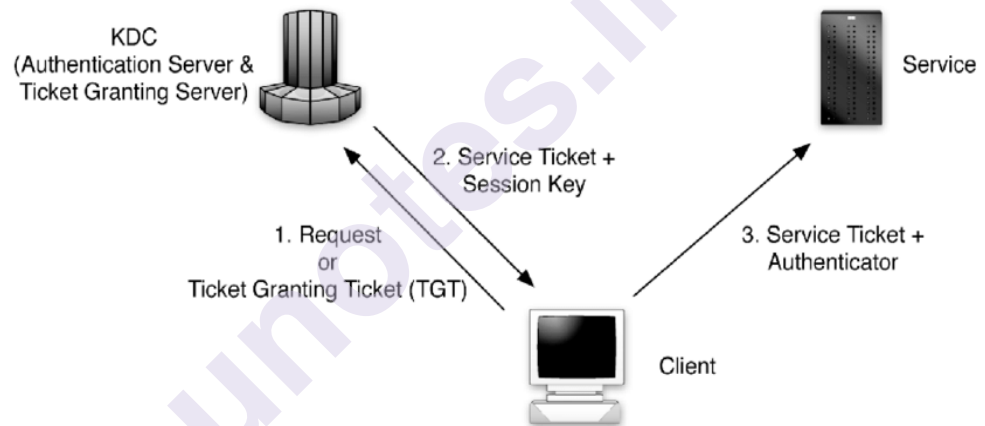 KDC
(Authentication Server &
Ticket Granting Server)
Service
2. Service Ticket +
Session Key
1. Request
or
Ticket Granting Ticket (TGT)
3. Service Ticket +
Authenticator
Client
unotes.i